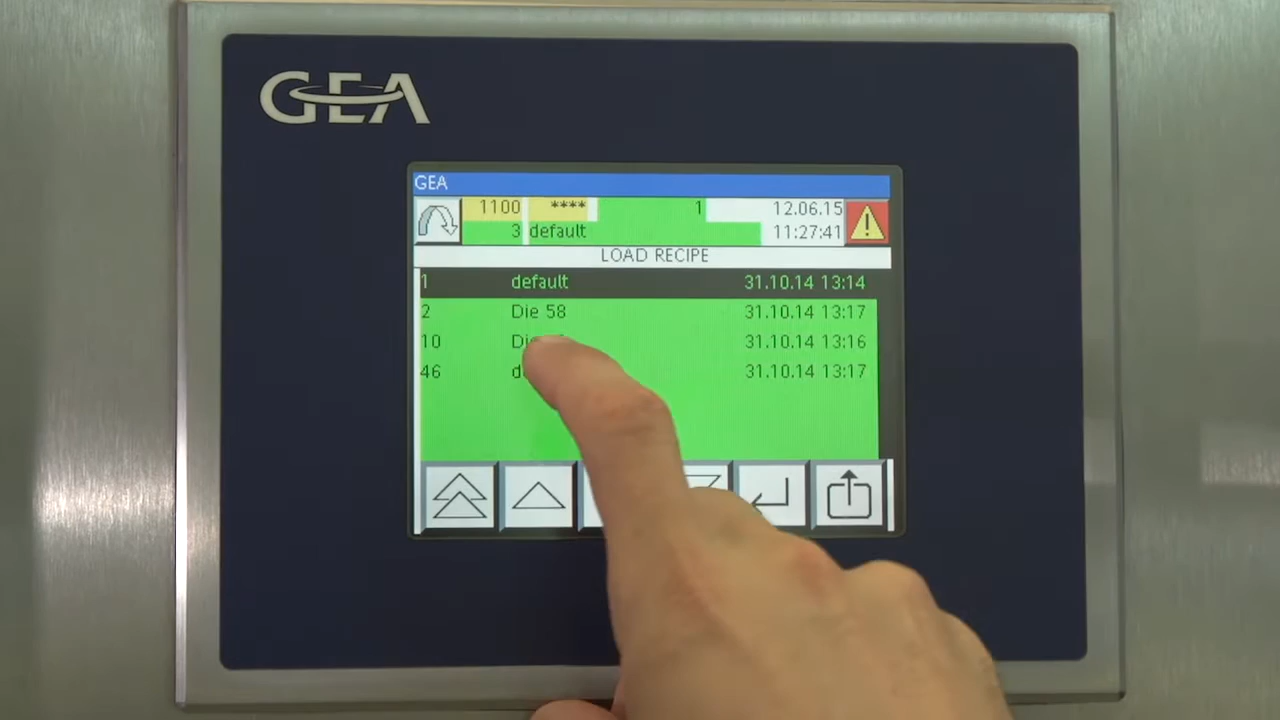 GEA
GEA
1100 **** 1 12.06.15
3 default 11:27:41
LOAD RECIPE
1 default 31.10.14 13:14
2 Die 58 31.10.14 13:17
10 31.10.14 13:16
46 31.10.14 13:17